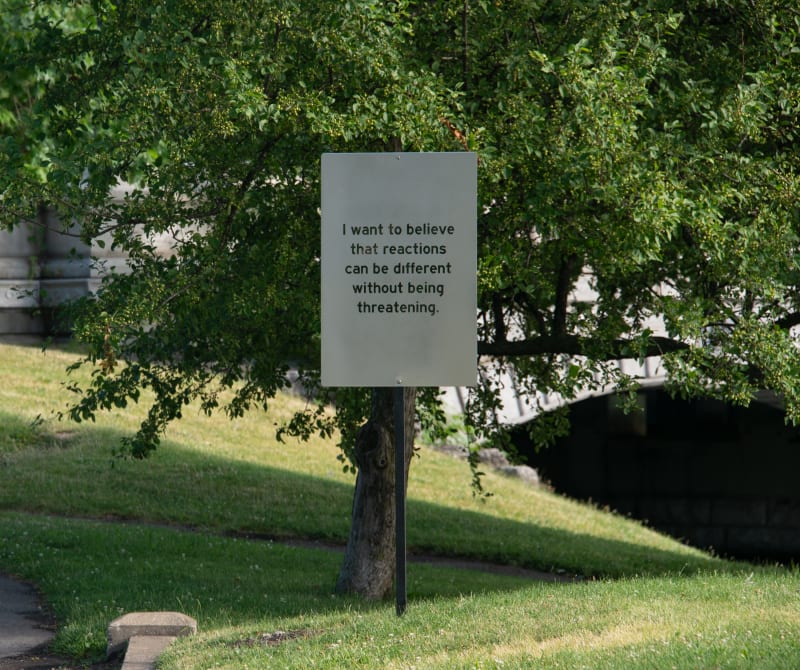 I want to believe
that reactions
can be different
without being
threatening.